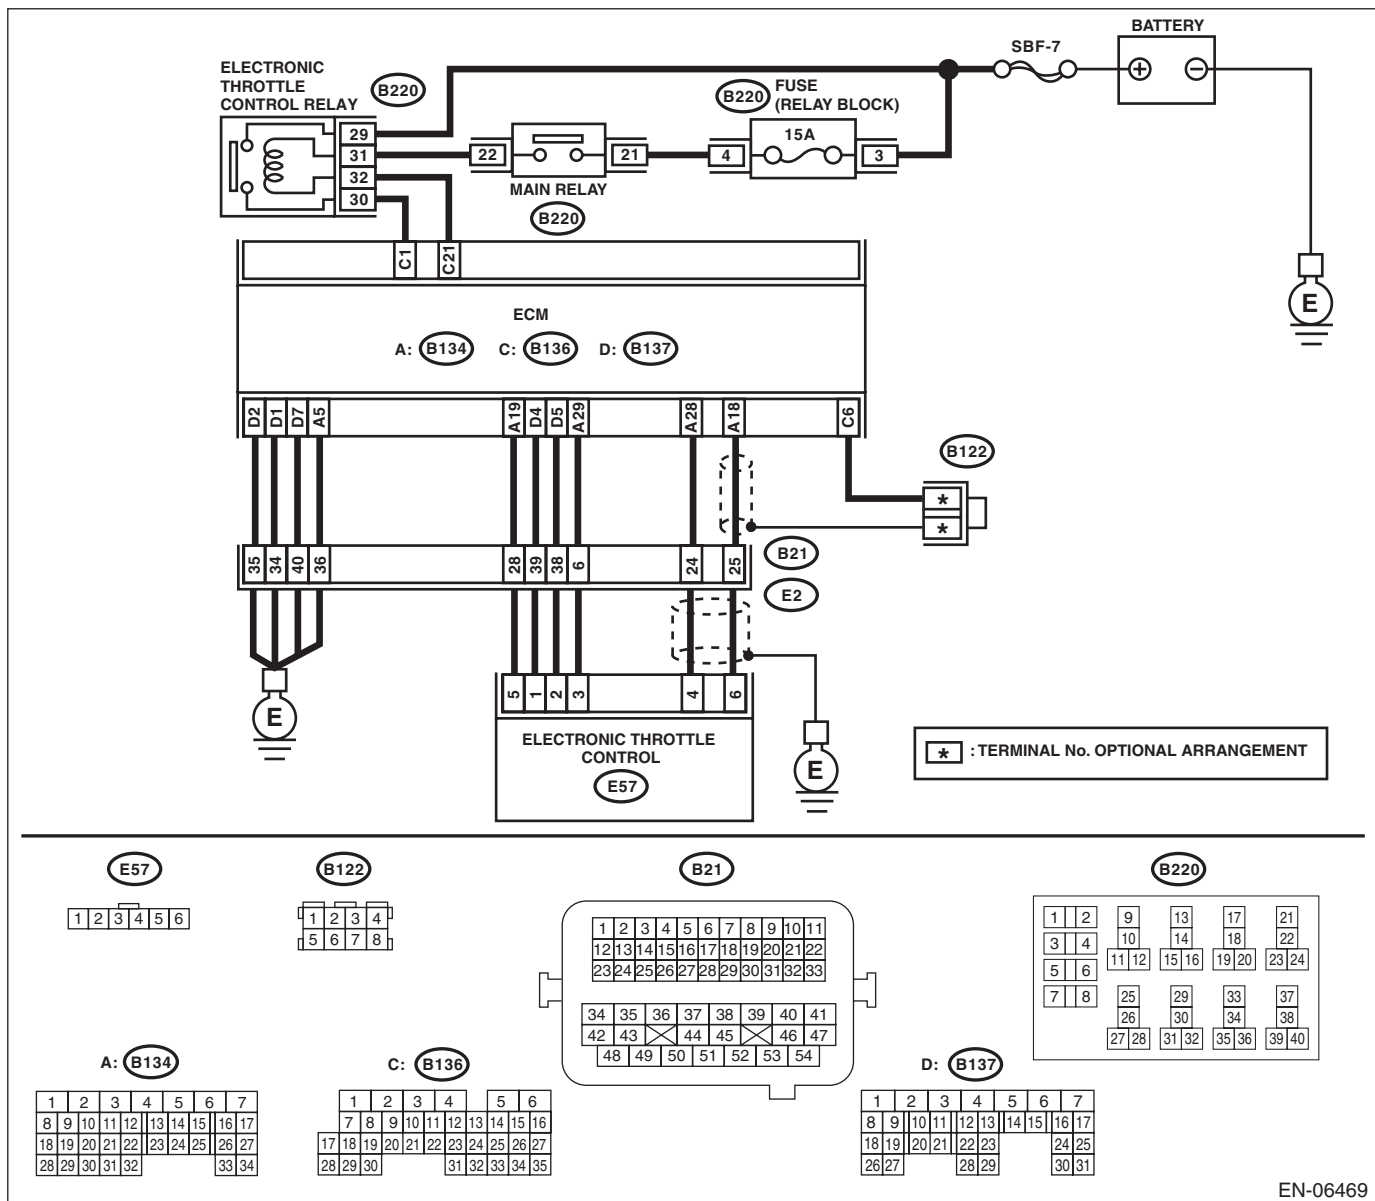 BATTERY
SBF-7
+ −
ELECTRONIC
THROTTLE
CONTROL RELAY
B220
B220
FUSE
(RELAY BLOCK)
15A
29
31
32
30
22
21
4
3
MAIN RELAY
B220
C1
C21
E
ECM
A: B134 C: B136 D: B137
D2 D1 D7 A5 A19 D4 D5 A29 A28 A18 C6
B122
*
*
35 34 40 36 28 39 38 6 24 25
B21
E2
5 1 2 3 4 6
E
ELECTRONIC THROTTLE
CONTROL
E57
E
* : TERMINAL No. OPTIONAL ARRANGEMENT
E57
1 2 3 4 5 6
B122
1 2 3 4
5 6 7 8
B21
1 2 3 4 5 6 7 8 9 10 11
12 13 14 15 16 17 18 19 20 21 22
23 24 25 26 27 28 29 30 31 32 33
34 35 36 37 38 39 40 41
42 43 44 45 46 47
48 49 50 51 52 53 54
B220
1 2 9 13 17 21
3 4 10 14 18 22
5 6 11 12 15 16 19 20 23 24
7 8 25 29 33 37
26 30 34 38
27 28 31 32 35 36 39 40
A: B134
1 2 3 4 5 6 7
8 9 10 11 12 13 14 15 16 17
18 19 20 21 22 23 24 25 26 27
28 29 30 31 32 33 34
C: B136
1 2 3 4 5 6
7 8 9 10 11 12 13 14 15 16
17 18 19 20 21 22 23 24 25 26 27
28 29 30 31 32 33 34 35
D: B137
1 2 3 4 5 6 7
8 9 10 11 12 13 14 15 16 17
18 19 20 21 22 23 24 25
26 27 28 29 30 31
EN-06469